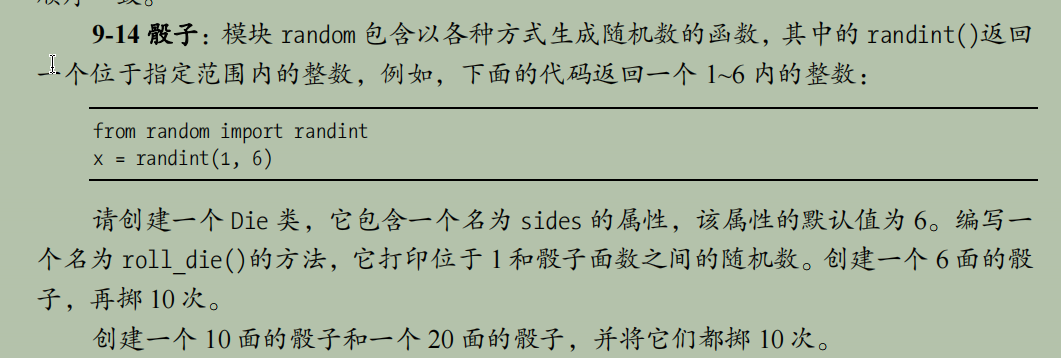 9-14 骰子：模块 random 包含以各种方式生成随机数的函数，其中的 randint()返回
一个位于指定范围内的整数，例如，下面的代码返回一个 1~6 内的整数：
from random import randint
x = randint(1, 6)
请创建一个 Die 类，它包含一个名为 sides 的属性，该属性的默认值为 6。编写一
个名为 roll_die()的方法，它打印位于 1 和骰子面数之间的随机数。创建一个 6 面的骰
子，再掷 10 次。
创建一个 10 面的骰子和一个 20 面的骰子，并将它们都掷 10 次。